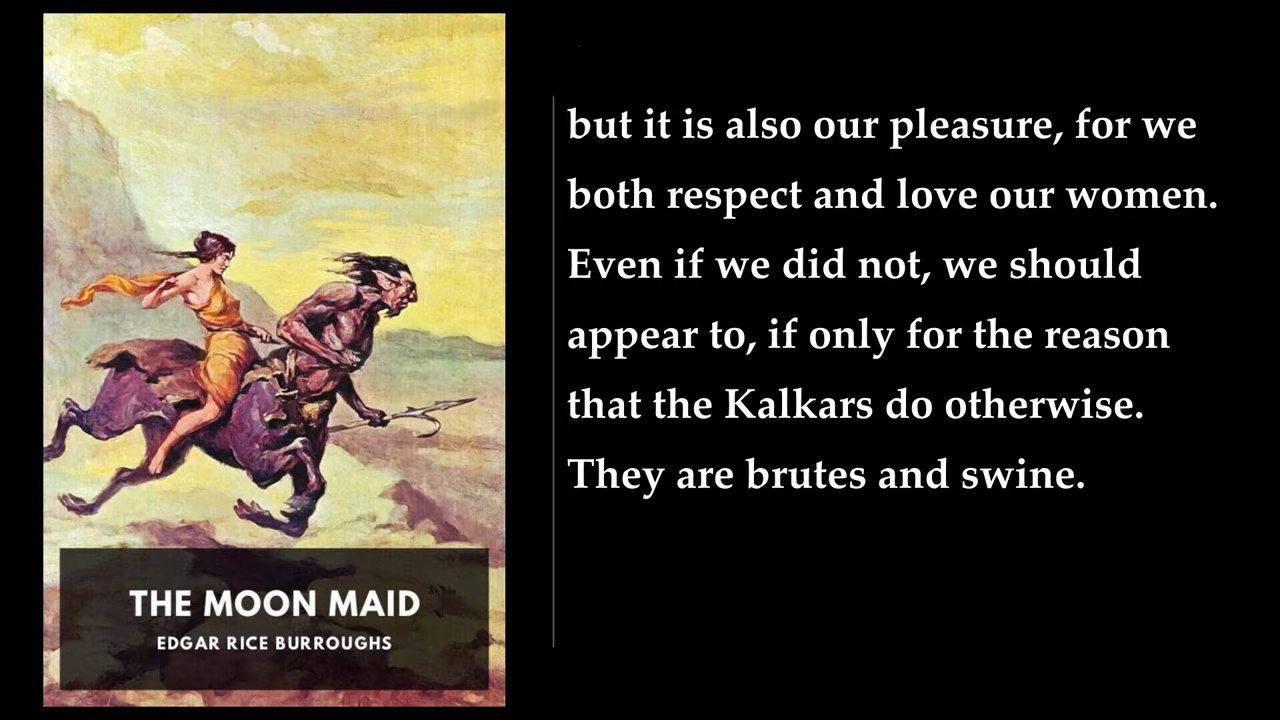 but it is also our pleasure, for we
both respect and love our women.
Even if we did not, we should
appear to, if only for the reason
that the Kalkars do otherwise.
They are brutes and swine.
THE MOON MAID
EDGAR RICE BURROUGHS